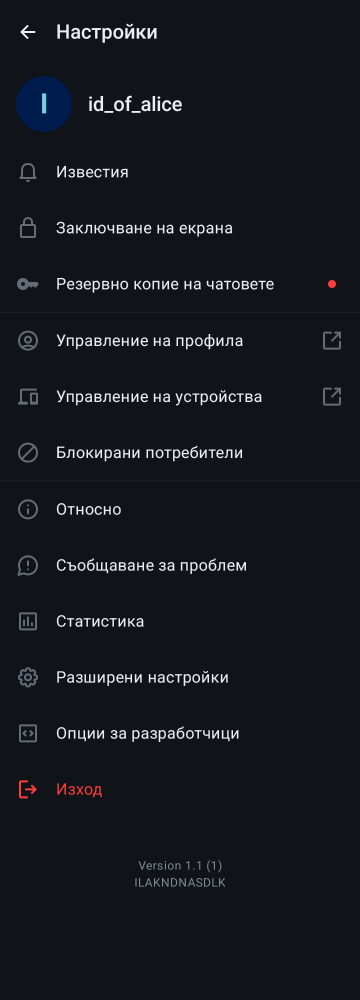 Настройки
I
id_of_alice
Известия
Заключване на екрана
Резервно копие на чатовете
Управление на профила
Управление на устройства
Блокирани потребители
Относно
Съобщаване за проблем
Статистика
Разширени настройки
Опции за разработчици
Изход
Version 1.1 (1)
ILAKNDNASDLK